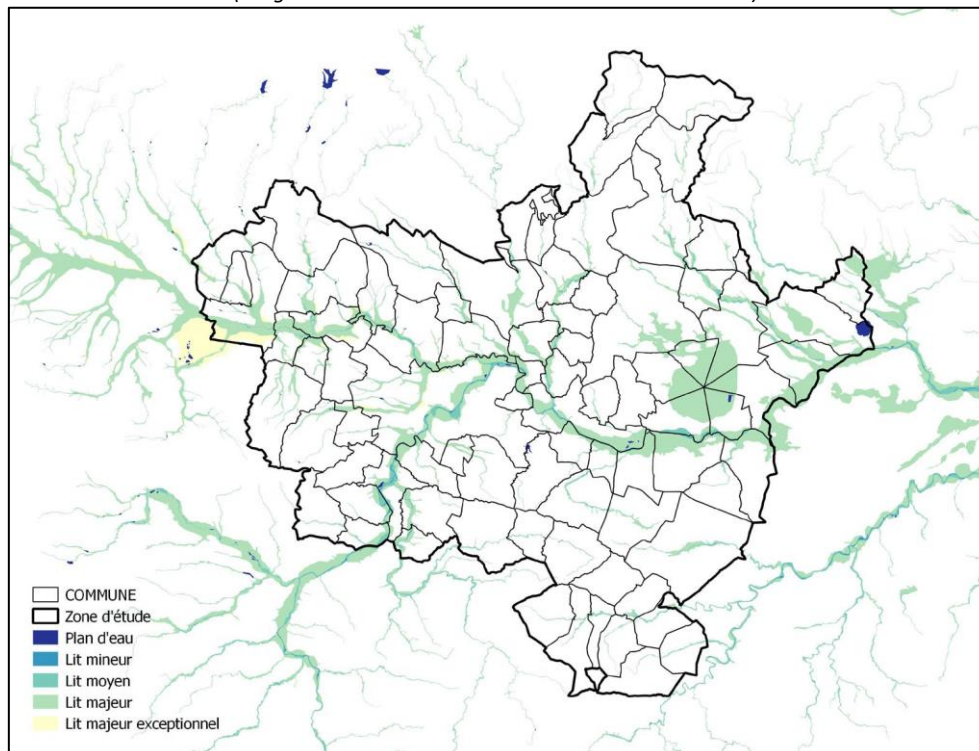 COMMUNE
Zone d'étude
Plan d'eau
Lit mineur
Lit moyen
Lit majeur
Lit majeur exceptionnel